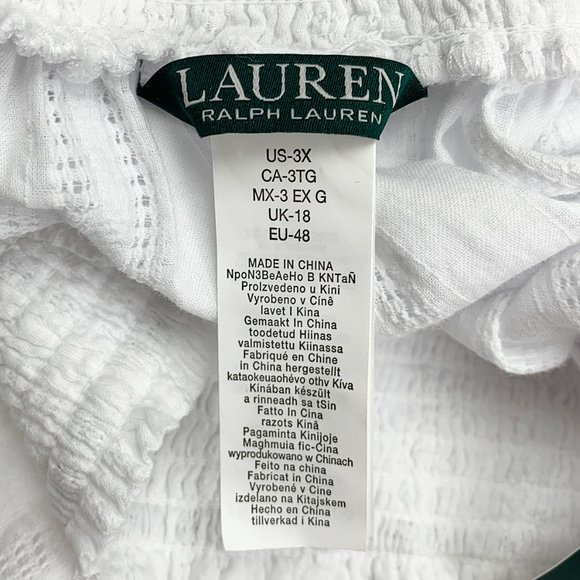 LAUREN
RALPH LAUREN
US-3X
CA-3TG
MX-3 EX G
UK-18
EU-48
MADE IN CHINA
NpoN3BeAeHo B KNTaÑ
Prolzvedeno u Kini
Vyrobeno v Cíně
lavet I Kina
Gemaakt In China
toodetud Hiinas
valmistettu Kiinassa
Fabriqué en Chine
in China hergestellt
kataokeuaohévo othv Kíva
Kinában készült
a rinneadh sa tSin
Fatto In Cina
razots Kinâ
Pagaminta Kinijoje
Maghmuia fic-Cina
wyprodukowano w Chinach
Feito na china
Fabricat in China
Vyrobené v Cine
izdelano na Kitajskem
Hecho en China
tillverkad i Kina